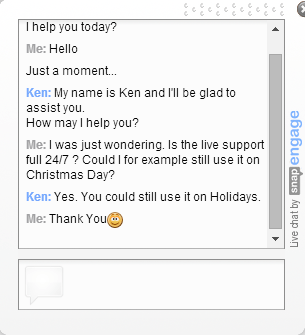 I help you today?
Me: Hello
Just a moment...
Ken: My name is Ken and I'll be glad to
assist you.
How may I help you?
Me: I was just wondering. Is the live support
full 24/7 ? Could I for example still use it on
Christmas Day?
Ken: Yes. You could still use it on Holidays.
Me: Thank You
Live chat by snapengage